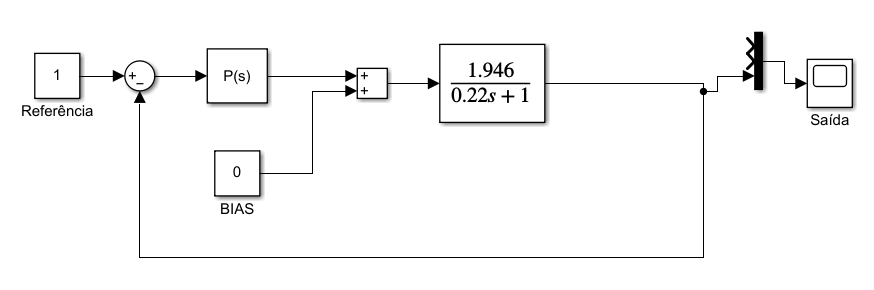 1
Referência
+
−
P(s)
+
+
0
BIAS
1.946
0.22s + 1
Saída